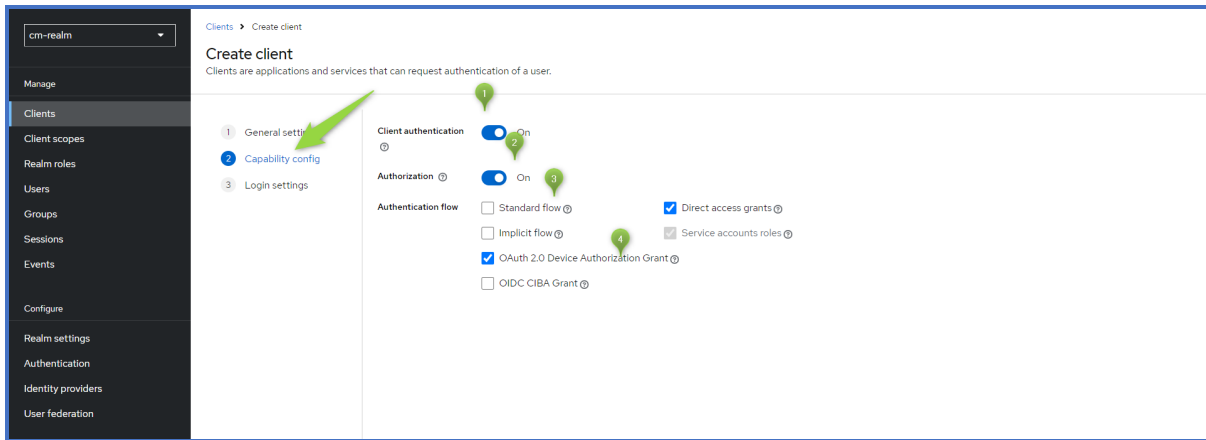 cm-realm
Manage
Clients
Client scopes
Realm roles
Users
Groups
Sessions
Events
Configure
Realm settings
Authentication
Identity providers
User federation
Clients > Create client
Create client
Clients are applications and services that can request authentication of a user.
1 General setti
2 Capability config
3 Login settings
1
Client authentication On
2
Authorization On
3
Authentication flow Standard flow Direct access grants
Implicit flow Service accounts roles
4
OAuth 2.0 Device Authorization Grant
OIDC CIBA Grant